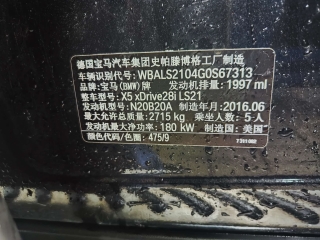 德国宝马汽车集团史帕滕博格工厂制造
车辆识别代号: WBALS2104G0S67313
品牌: 宝马(BMW) 发动机排量: 1997 ml
整车型号: X5 xDrive28i LS21
发动机型号: N20B20A 制造年月: 2016.06
最大允许总质量: 2715 kg 乘坐人数: 5人
发动机净功率: 180 kW 制造国: 美国
颜色代码/色圈: 475/9